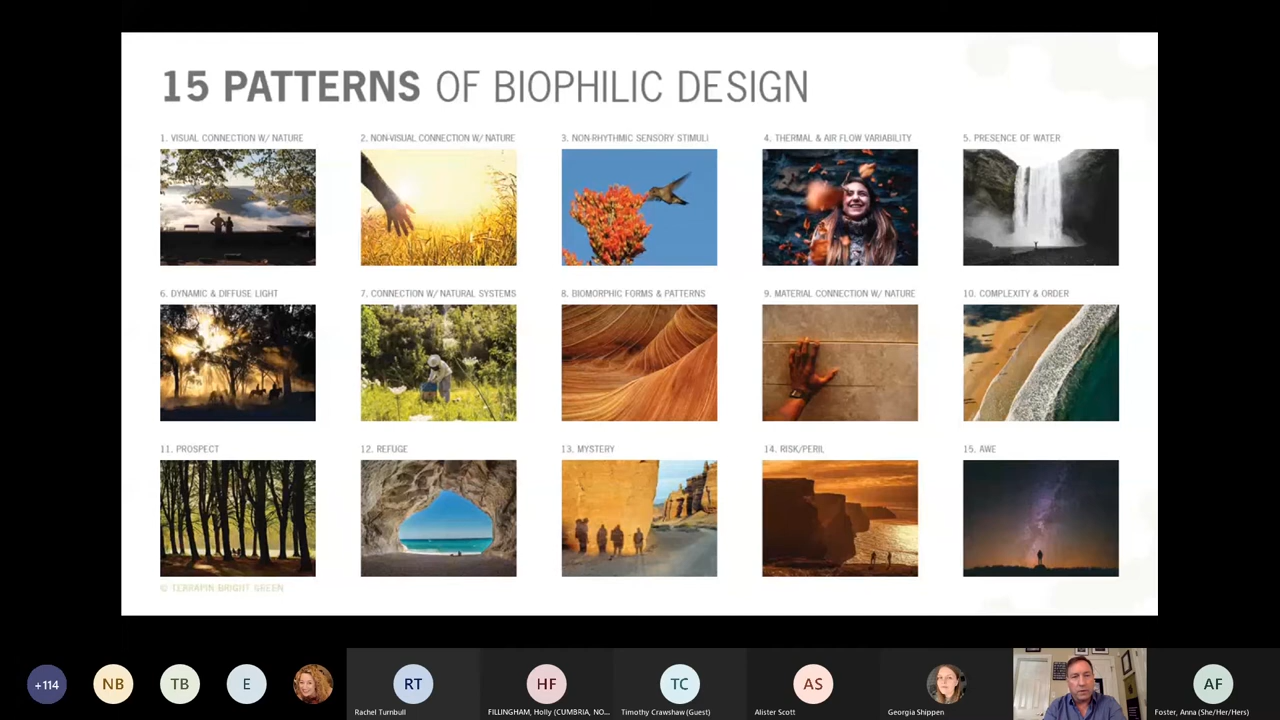 15 PATTERNS OF BIOPHILIC DESIGN
1. VISUAL CONNECTION W/ NATURE
2. NON-VISUAL CONNECTION W/ NATURE
3. NON-RHYTHMIC SENSORY STIMULI
4. THERMAL & AIR FLOW VARIABILITY
5. PRESENCE OF WATER
6. DYNAMIC & DIFFUSE LIGHT
7. CONNECTION W/ NATURAL SYSTEMS
8. BIOMORPHIC FORMS & PATTERNS
9. MATERIAL CONNECTION W/ NATURE
10. COMPLEXITY & ORDER
11. PROSPECT
12. REFUGE
13. MYSTERY
14. RISK/PERIL
15. AWE
© TERRAPIN BRIGHT GREEN
+114
NB
TB
E
RT
HF
TC
AS
AF
Rachel Turnbull
FILLINGHAM, Holly (CUMBRIA, NO...
Timothy Crawshaw (Guest)
Alister Scott
Georgia Shippen
Foster, Anna (She/Her/Hers)